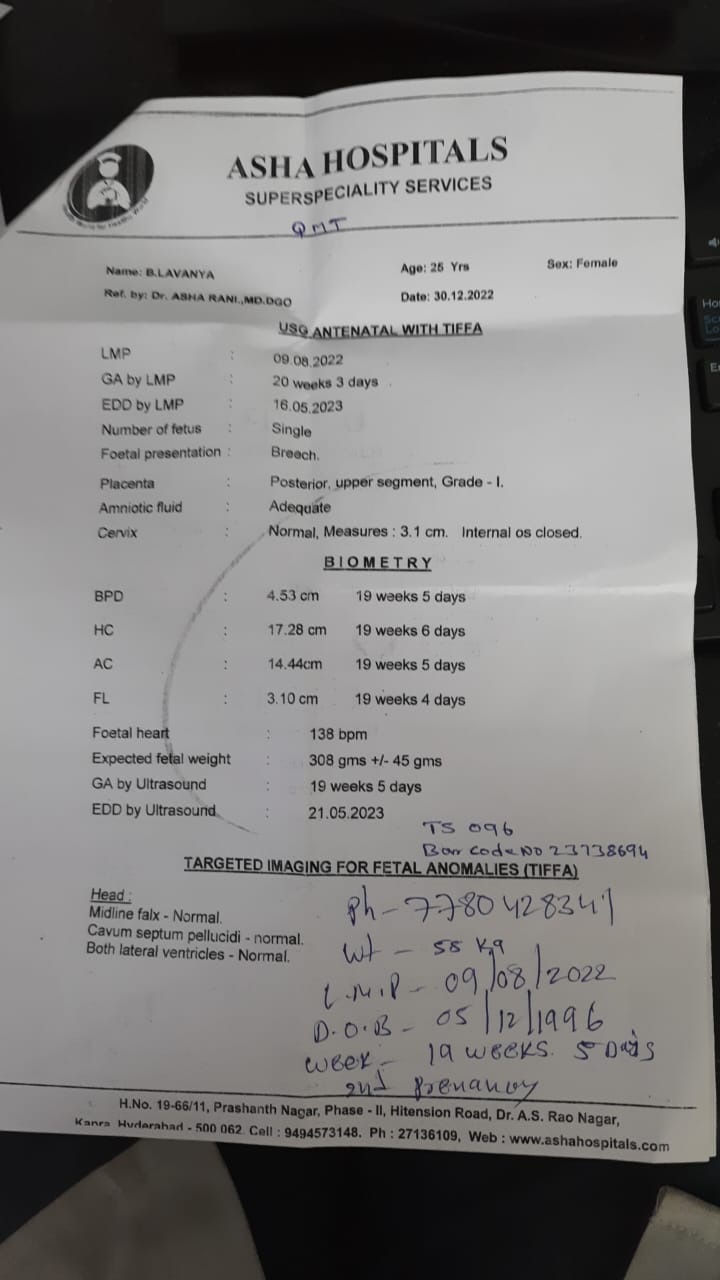 ASHA HOSPITALS
SUPERSPECIALITY SERVICES
QMT
Name: B.LAVANYA Age: 25 Yrs Sex: Female
Ref. by: Dr. ASHA RANI.,MD.DGO Date: 30.12.2022
USG ANTENATAL WITH TIFFA
LMP : 09.08.2022
GA by LMP : 20 weeks 3 days
EDD by LMP : 16.05.2023
Number of fetus : Single
Foetal presentation : Breech.
Placenta : Posterior, upper segment, Grade - I.
Amniotic fluid : Adequate
Cervix : Normal, Measures : 3.1 cm. Internal os closed.
BIOMETRY
BPD : 4.53 cm 19 weeks 5 days
HC : 17.28 cm 19 weeks 6 days
AC : 14.44cm 19 weeks 5 days
FL : 3.10 cm 19 weeks 4 days
Foetal heart : 138 bpm
Expected fetal weight : 308 gms +/- 45 gms
GA by Ultrasound : 19 weeks 5 days
EDD by Ultrasound : 21.05.2023
TS 096
Bar code NO 23738694
TARGETED IMAGING FOR FETAL ANOMALIES (TIFFA)
Head :
Midline falx - Normal.
Cavum septum pellucidi - normal.
Both lateral ventricles - Normal.
Ph - 7780428341
Wt - 55 Kg
L.M.P - 09/08/2022
D.O.B - 05/12/1996
Week - 19 weeks. 5 Days
2nd Prenancy
H.No. 19-66/11, Prashanth Nagar, Phase - II, Hitension Road, Dr. A.S. Rao Nagar,
Kapra, Hyderabad - 500 062. Cell : 9494573148. Ph : 27136109, Web : www.ashahospitals.com